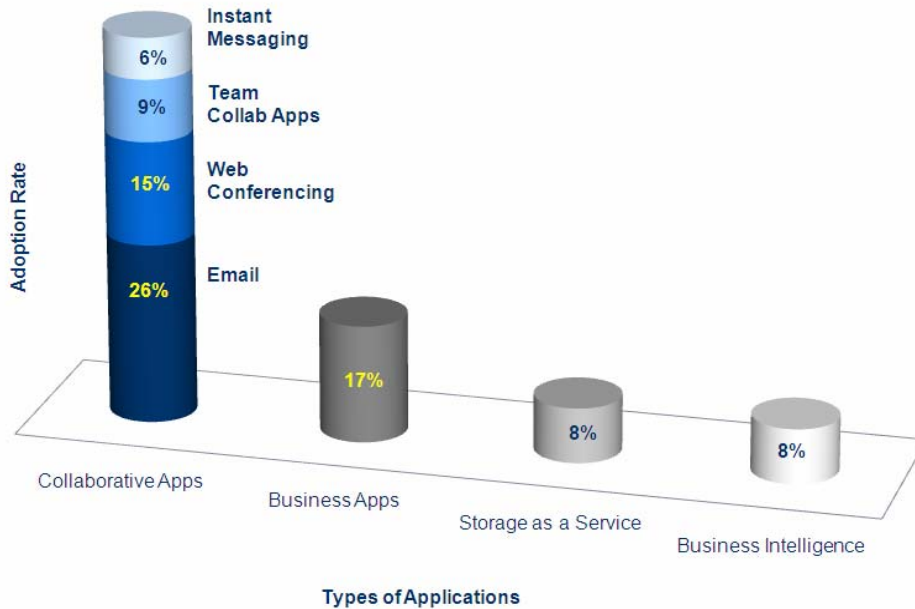 Instant
Messaging
6%
Team
Collab Apps
9%
Web
Conferencing
15%
Email
26%
Adoption Rate
17%
8%
8%
Collaborative Apps
Business Apps
Storage as a Service
Business Intelligence
Types of Applications